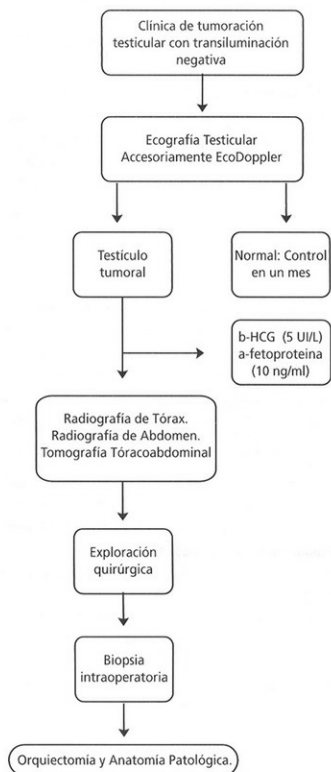 Clínica de tumoración
testicular con transiluminación
negativa
Ecografía Testicular
Accesoriamente EcoDoppler
Testículo
tumoral
Normal: Control
en un mes
b-HCG (5 UI/L)
a-fetoproteina
(10 ng/ml)
Radiografía de Tórax.
Radiografía de Abdomen.
Tomografía Tóracoabdominal
Exploración
quirúrgica
Biopsia
intraoperatoria
Orquiectomía y Anatomía Patológica.